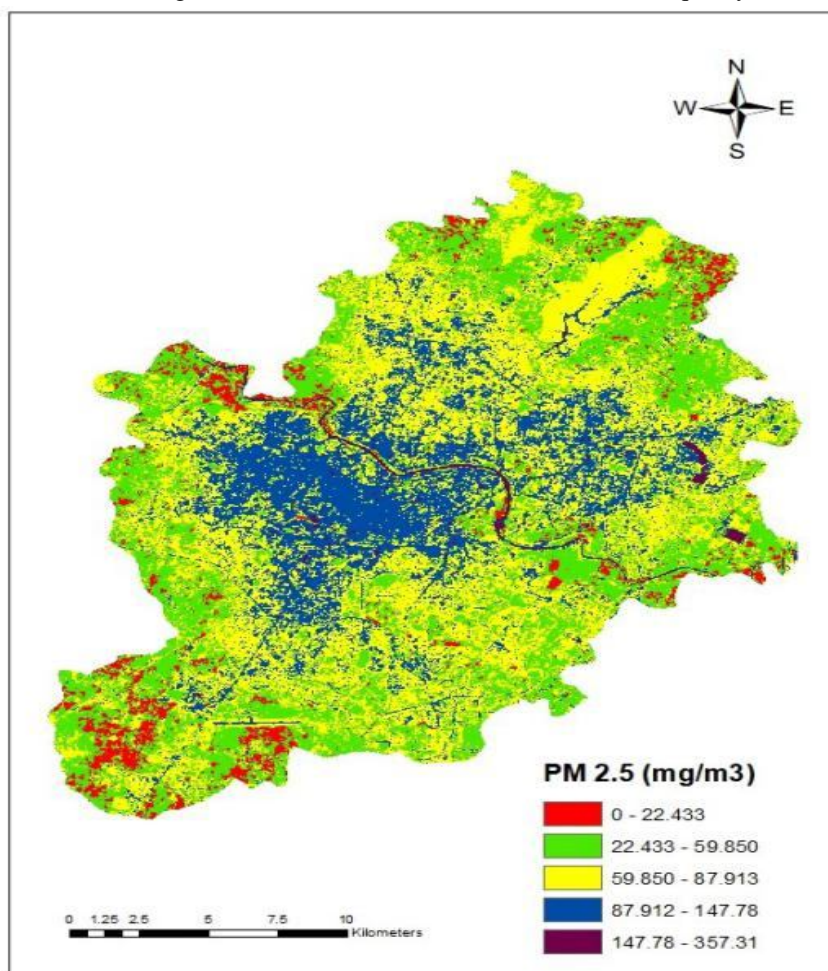 N
W E
S
PM 2.5 (mg/m3)
0 - 22.433
22.433 - 59.850
59.850 - 87.913
87.912 - 147.78
147.78 - 357.31
0 1.25 2.5 5 7.5 10
Kilometers